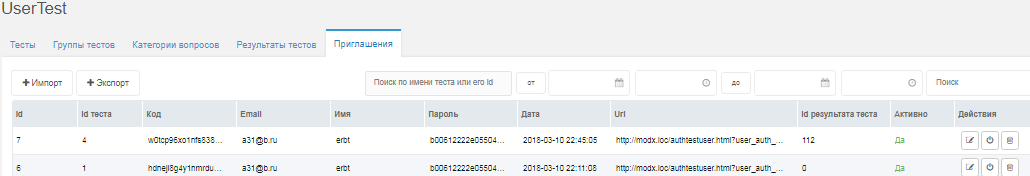 UserTest
Тесты Группы тестов Категории вопросов Результаты тестов Приглашения
Импорт Экспорт Поиск по имени теста или его Id от до Поиск
Id Id теста Код Email Имя Пароль Дата Url Id результата теста Активно Действия
7 4 w0tcp96xo1nfs838... a31@b.ru erbt b00612222e05504... 2018-03-10 22:45:05 http://modx.loc/authtestuser.html?user_auth_... 112 Да
6 1 hdneji8g4y1nmrdu... a31@b.ru erbt b00612222e05504... 2018-03-10 22:11:08 http://modx.loc/authtestuser.html?user_auth_... 0 Да